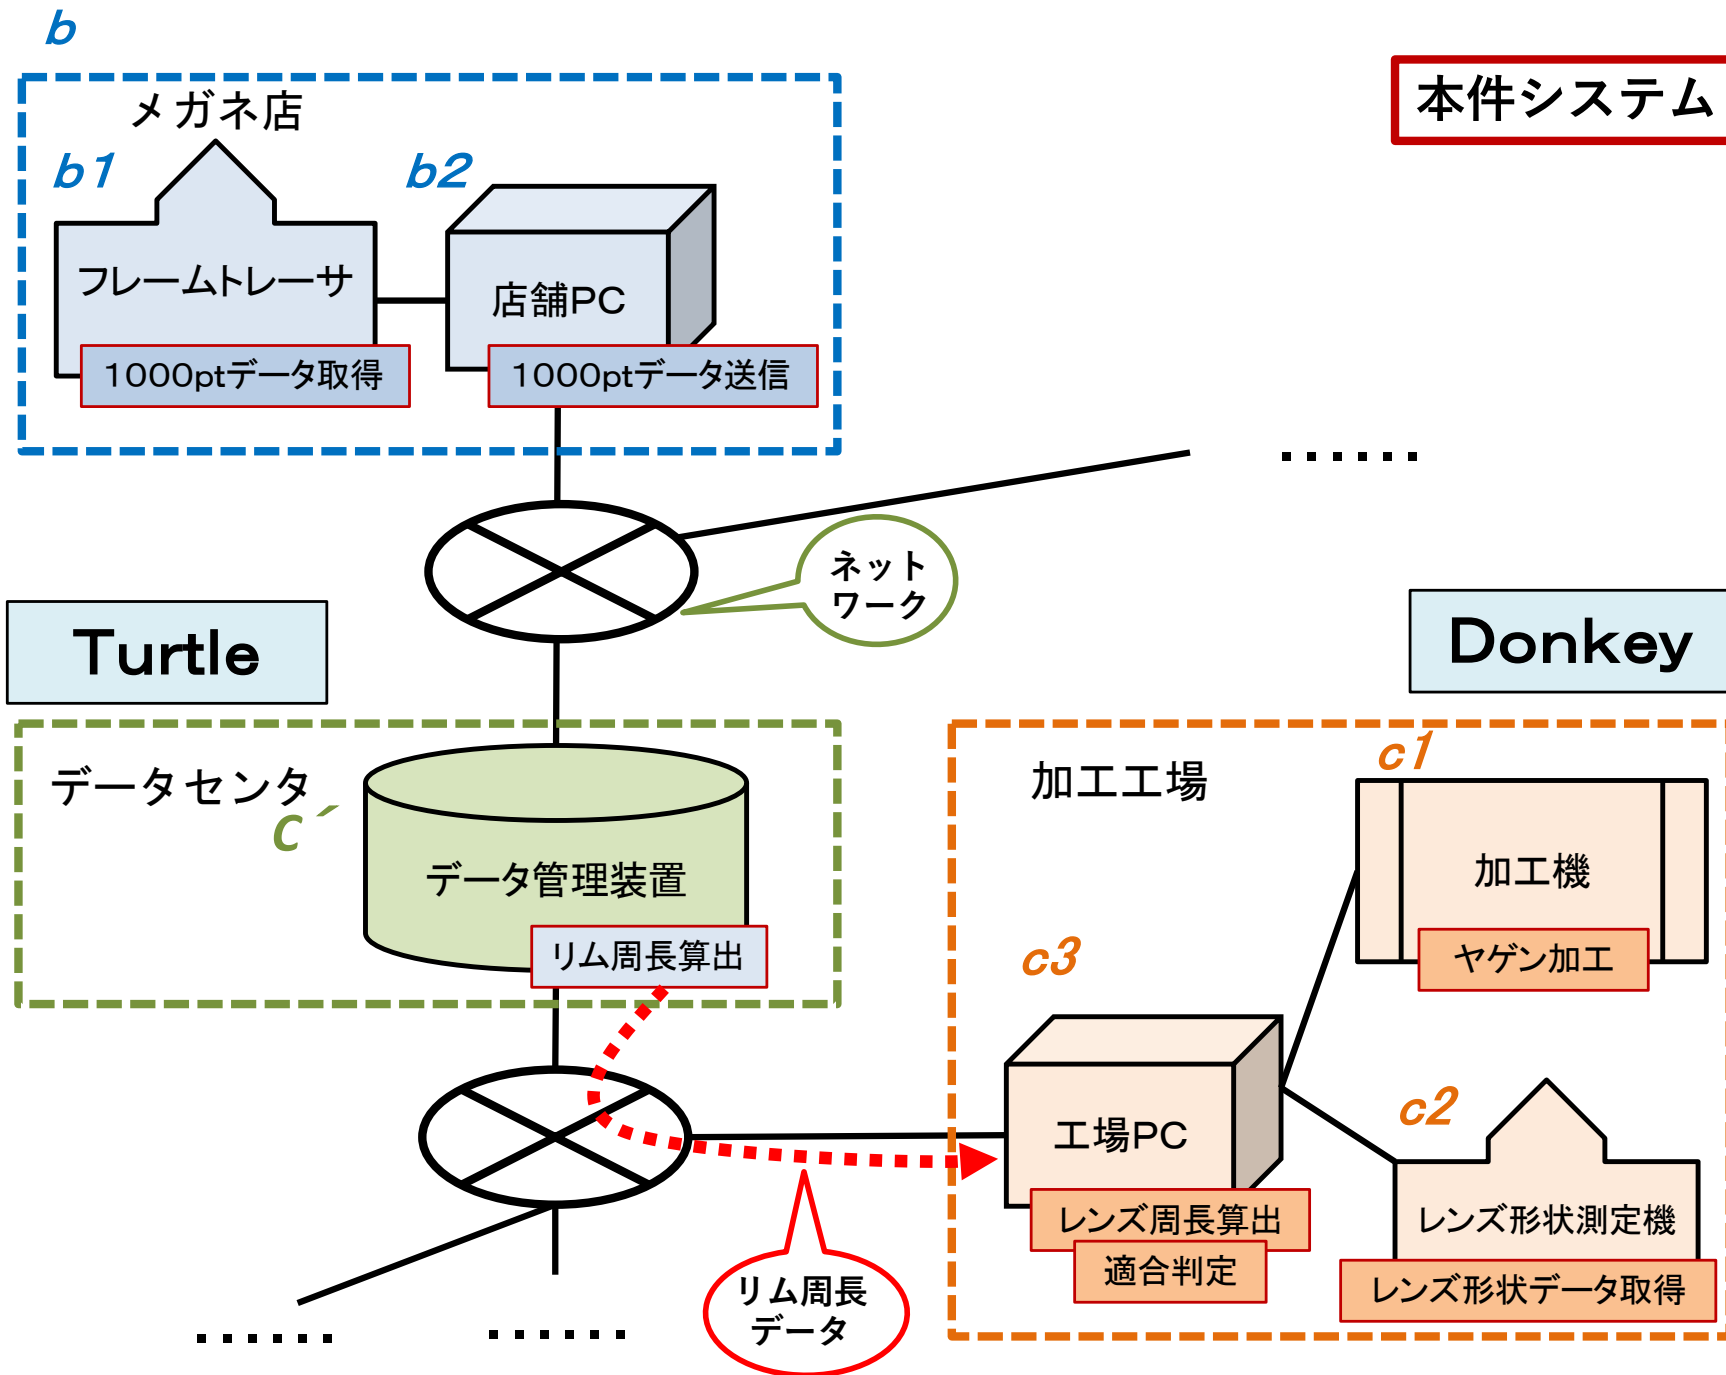 b
本件システム
メガネ店
b1
b2
フレームトレーサ
店舗PC
1000ptデータ取得
1000ptデータ送信
......
ネット
ワーク
Turtle
Donkey
データセンタ
c´
データ管理装置
リム周長算出
加工工場
c1
加工機
ヤゲン加工
c3
工場PC
レンズ周長算出
適合判定
c2
レンズ形状測定機
レンズ形状データ取得
リム周長
データ
......
......